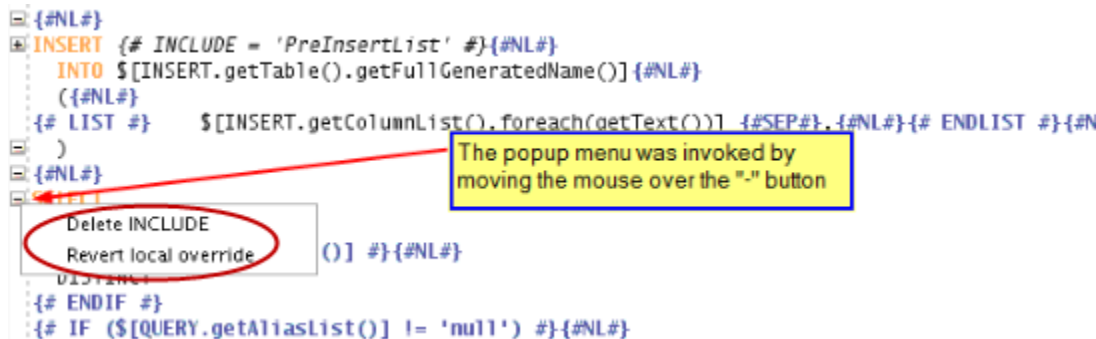 {#NL#}
INSERT {# INCLUDE = 'PreInsertList' #}{#NL#}
INTO $[INSERT.getTable().getFullGeneratedName()]{#NL#}
({#NL#}
{# LIST #} $[INSERT.getColumnList().foreach(getText())] {#SEP#},{#NL#}{# ENDLIST #}{#N
)
{#NL#}
SELECT
The popup menu was invoked by
moving the mouse over the "-" button
Delete INCLUDE
Revert local override
()] #}{#NL#}
DISTINCT
{# ENDIF #}
{# IF ($[QUERY.getAliasList()] != 'null') #}{#NL#}